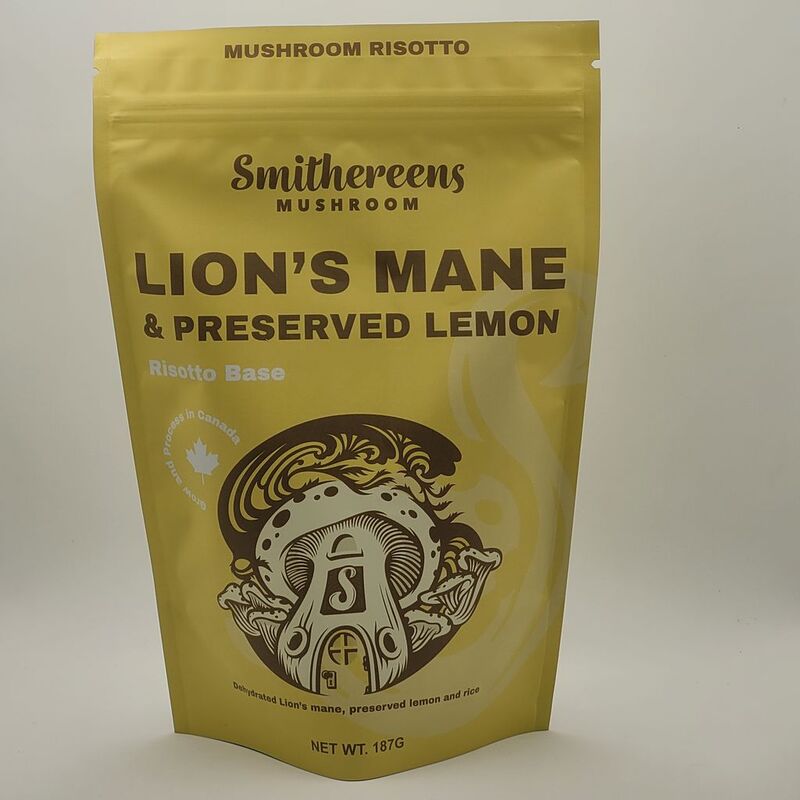 MUSHROOM RISOTTO
Smithereens
MUSHROOM
LION'S MANE
& PRESERVED LEMON
Risotto Base
Grow and Process in Canada
S
Dehydrated Lion's mane, preserved lemon and rice
NET WT. 187G